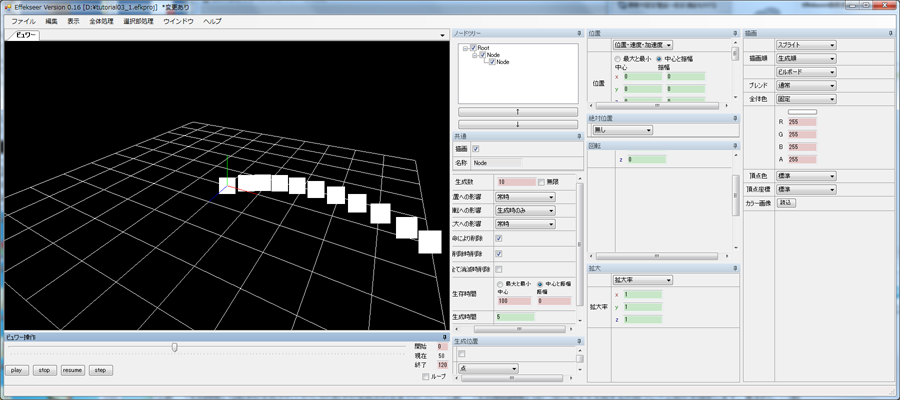 Effekseer Version 0.16 [D:¥tutorial03_1.efkproj] *変更あり
ファイル 編集 表示 全体処理 選択部処理 ウインドウ ヘルプ
ビュワー
ビュワー操作
開始 0
現在 50
終了 120
ループ
play stop resume step
ノードツリー
Root
Node
Node
↑
↓
共通
描画
名称 Node
生成数 10 無限
置への影響 常時
転への影響 生成時のみ
大への影響 常時
命により削除
削除時削除
とて消滅時削除
生存時間
最大と最小 中心と振幅
中心 振幅
100 0
生成時間 5
生成位置
点
位置
位置・速度・加速度
最大と最小 中心と振幅
中心 振幅
位置
x 0 0
y 0 0
絶対位置
無し
回転
z 0
拡大
拡大率
拡大率
x 1
y 1
z 1
描画
スプライト
描画順 生成順
ビルボード
ブレンド 通常
全体色 固定
R 255
G 255
B 255
A 255
頂点色 標準
頂点座標 標準
カラー画像 読込